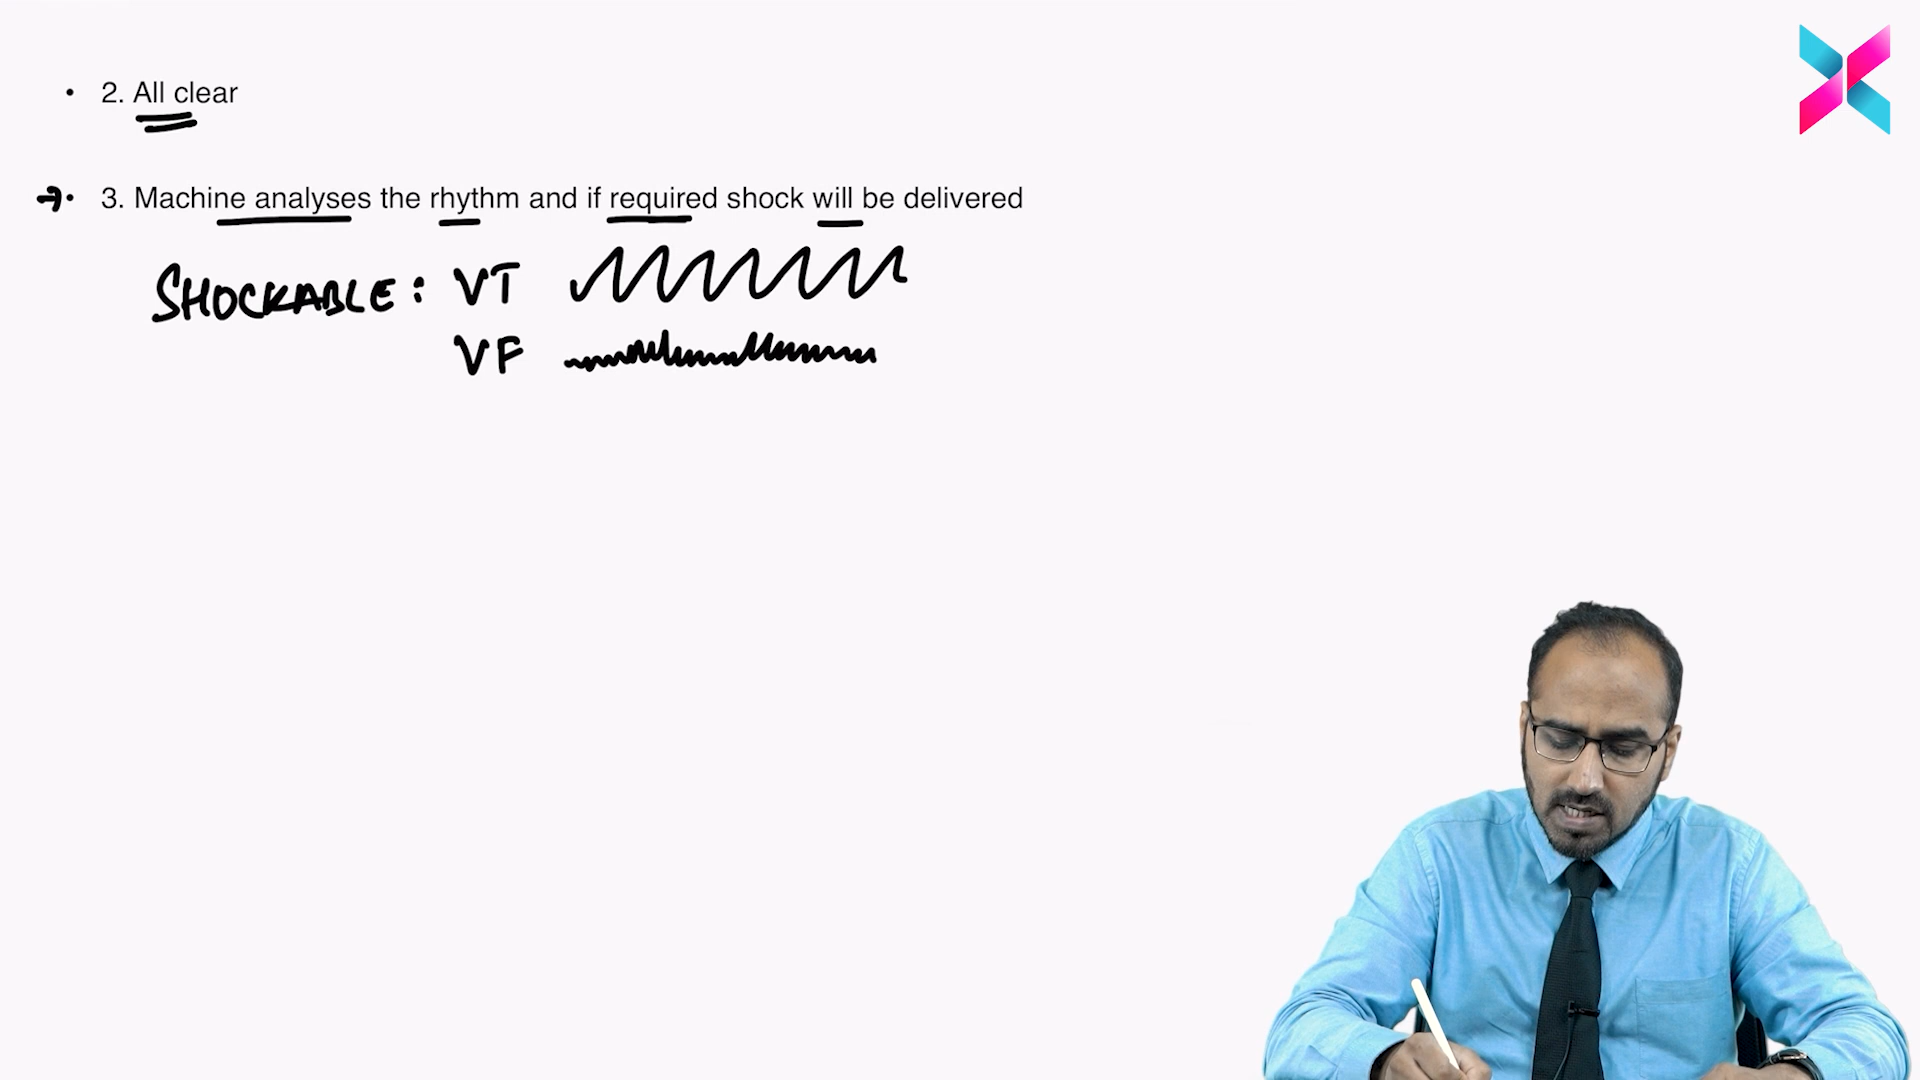 • 2. All clear
→• 3. Machine analyses the rhythm and if required shock will be delivered
SHOCKABLE: VT
VF